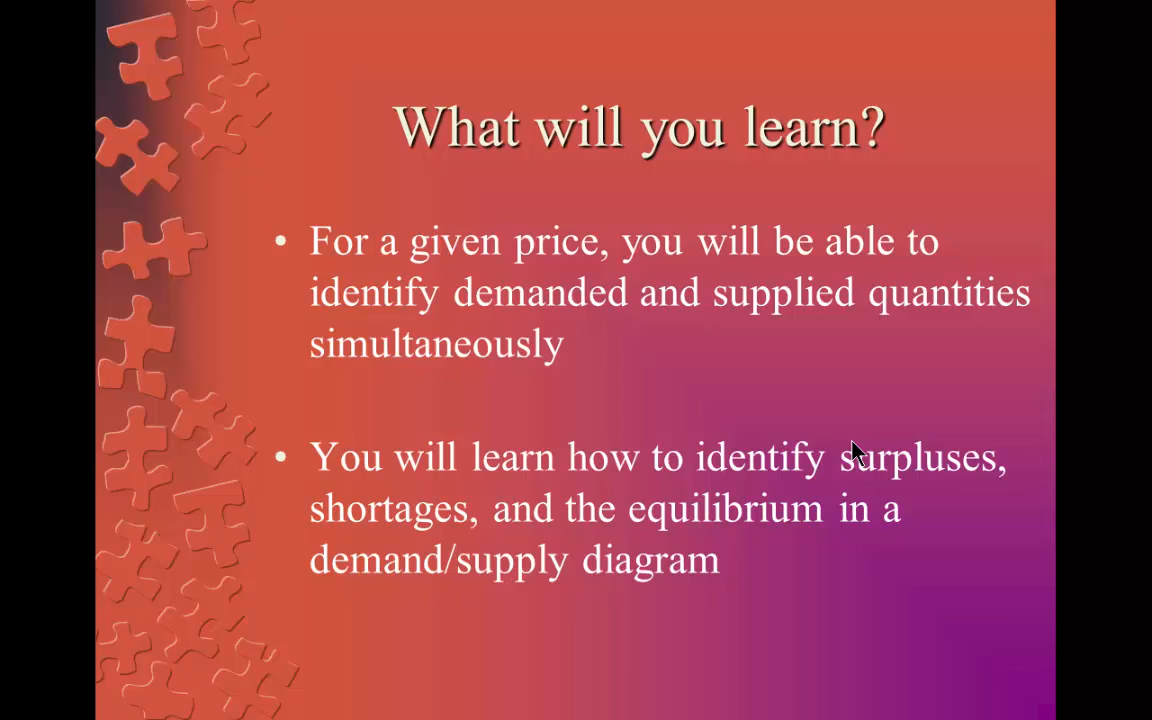 What will you learn?
• For a given price, you will be able to
identify demanded and supplied quantities
simultaneously
• You will learn how to identify surpluses,
shortages, and the equilibrium in a
demand/supply diagram